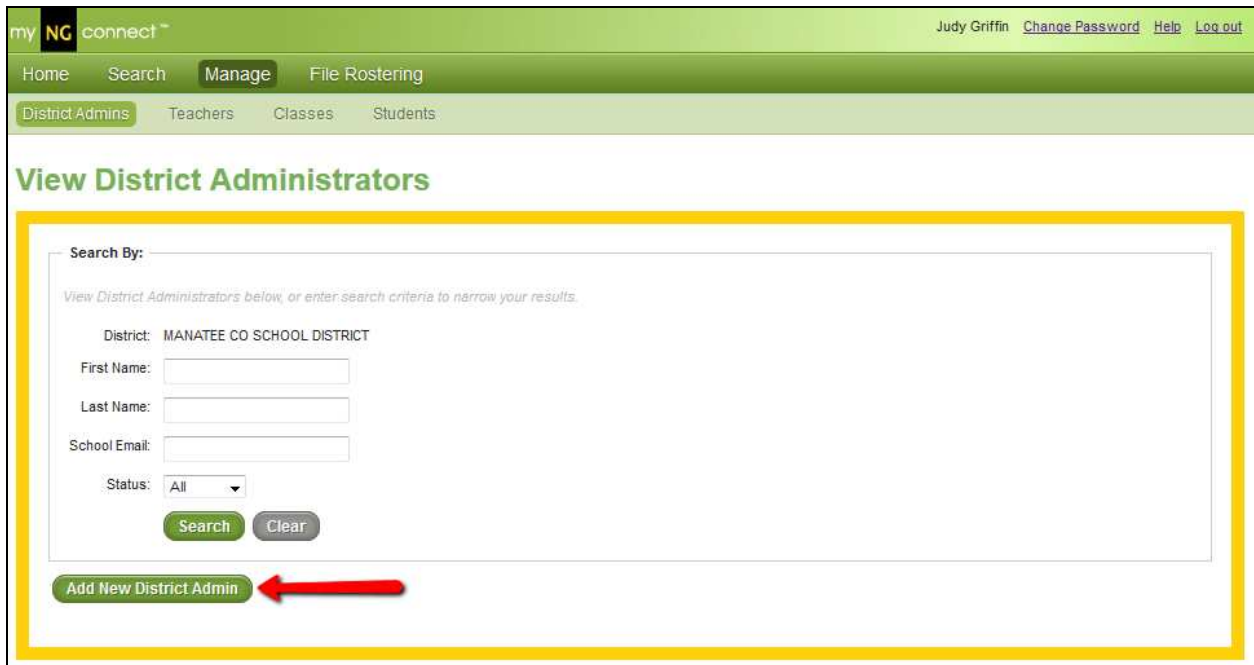 my NG connect™ Judy Griffin Change Password Help Log out
Home Search Manage File Rostering
District Admins Teachers Classes Students
View District Administrators
Search By:
View District Administrators below, or enter search criteria to narrow your results.
District: MANATEE CO SCHOOL DISTRICT
First Name:
Last Name:
School Email:
Status: All
Search Clear
Add New District Admin